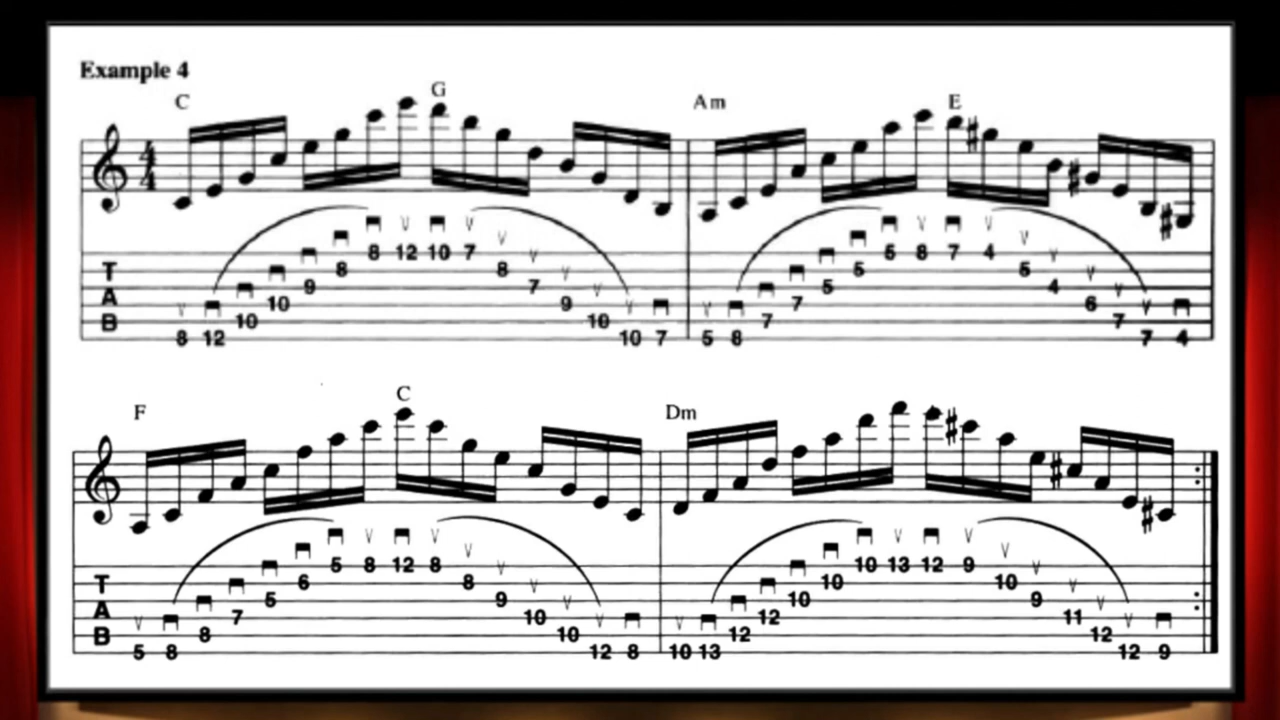 Example 4
C G Am E
4
4
8 12 10 7 5 8 7 4
T 8 8 5 5
9 7 5 4
A 10 9 7 6
B 10 10 7 7
8 12 10 7 5 8 7 4
F C Dm
5 8 12 8 10 13 12 9
T 6 8 10 10
5 9 10 9
A 7 10 12 11
B 8 10 12 12
5 8 12 8 10 13 12 9